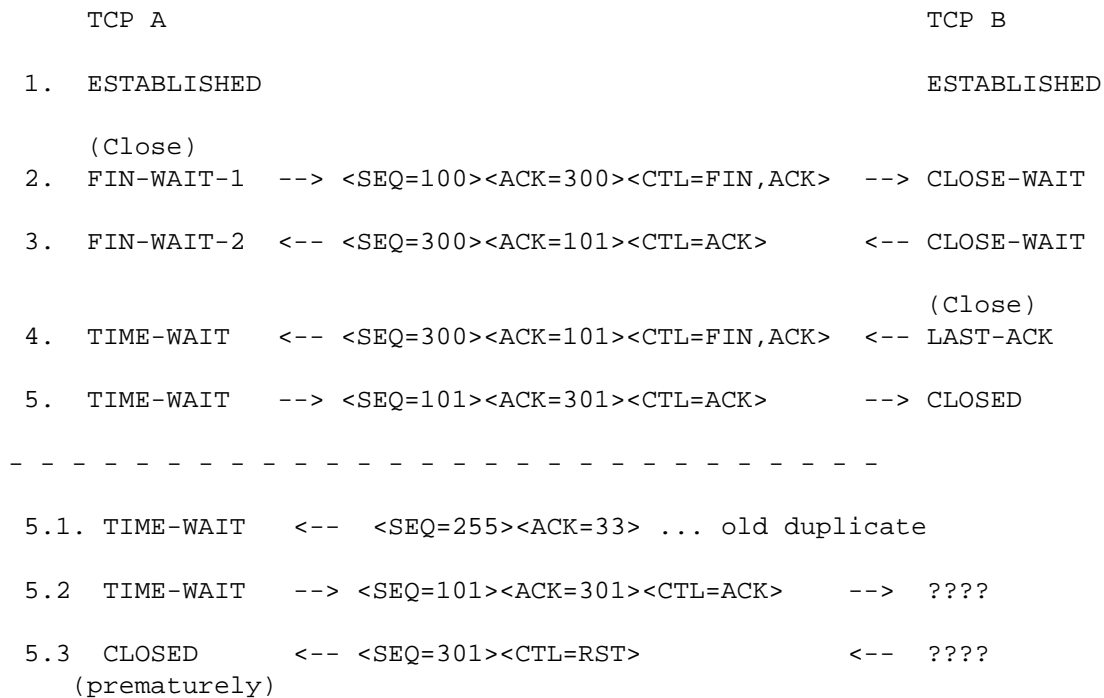 TCP A                                                TCP B
1.  ESTABLISHED                                          ESTABLISHED
(Close)
2.  FIN-WAIT-1  --> <SEQ=100><ACK=300><CTL=FIN,ACK>  --> CLOSE-WAIT
3.  FIN-WAIT-2  <-- <SEQ=300><ACK=101><CTL=ACK>      <-- CLOSE-WAIT
(Close)
4.  TIME-WAIT   <-- <SEQ=300><ACK=101><CTL=FIN,ACK>  <-- LAST-ACK
5.  TIME-WAIT   --> <SEQ=101><ACK=301><CTL=ACK>      --> CLOSED
- - - - - - - - - - - - - - - - - - - - - - - - - - - -
5.1. TIME-WAIT   <--  <SEQ=255><ACK=33> ... old duplicate
5.2  TIME-WAIT   --> <SEQ=101><ACK=301><CTL=ACK>    -->  ????
5.3  CLOSED      <-- <SEQ=301><CTL=RST>             <--  ????
(prematurely)